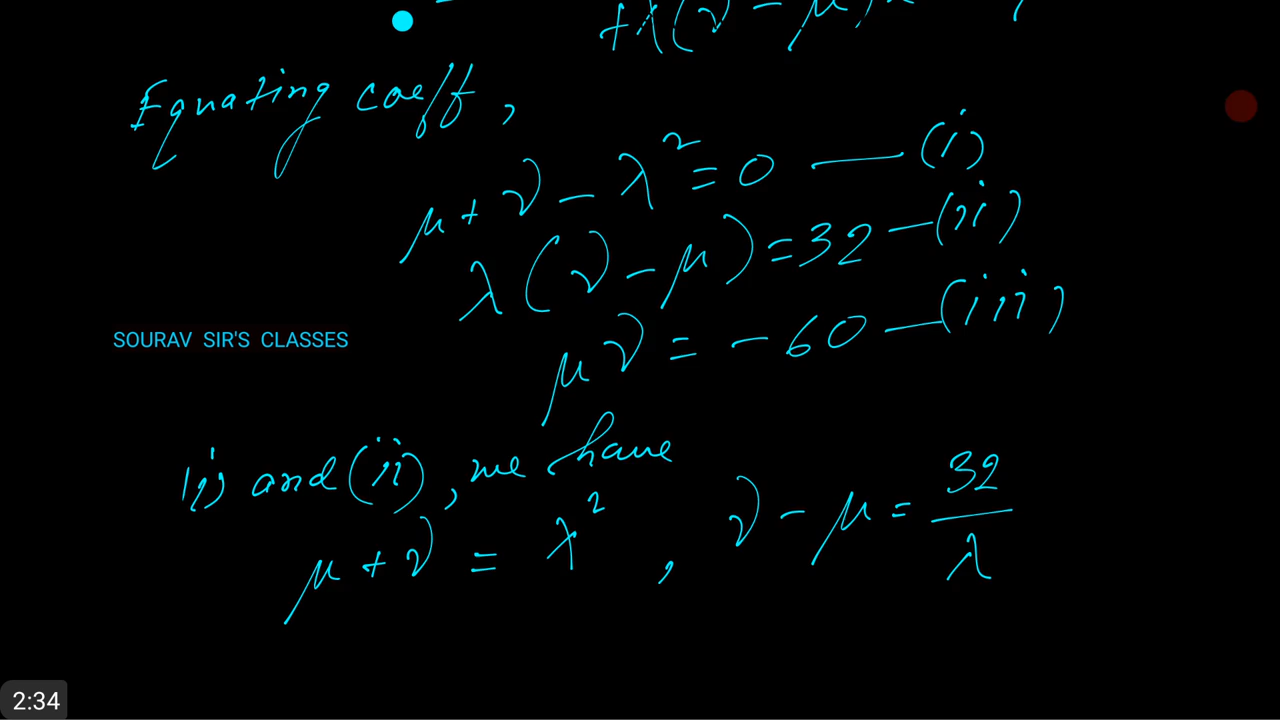 +λ(ν − μ)
Equating coeff,
μ + ν − λ² = 0 —— (i)
λ(ν − μ) = 32 — (ii)
μν = −60 — (iii)
SOURAV SIR'S CLASSES
(i) and (ii), we have
μ + ν = λ² , ν − μ = 32/λ
2:34